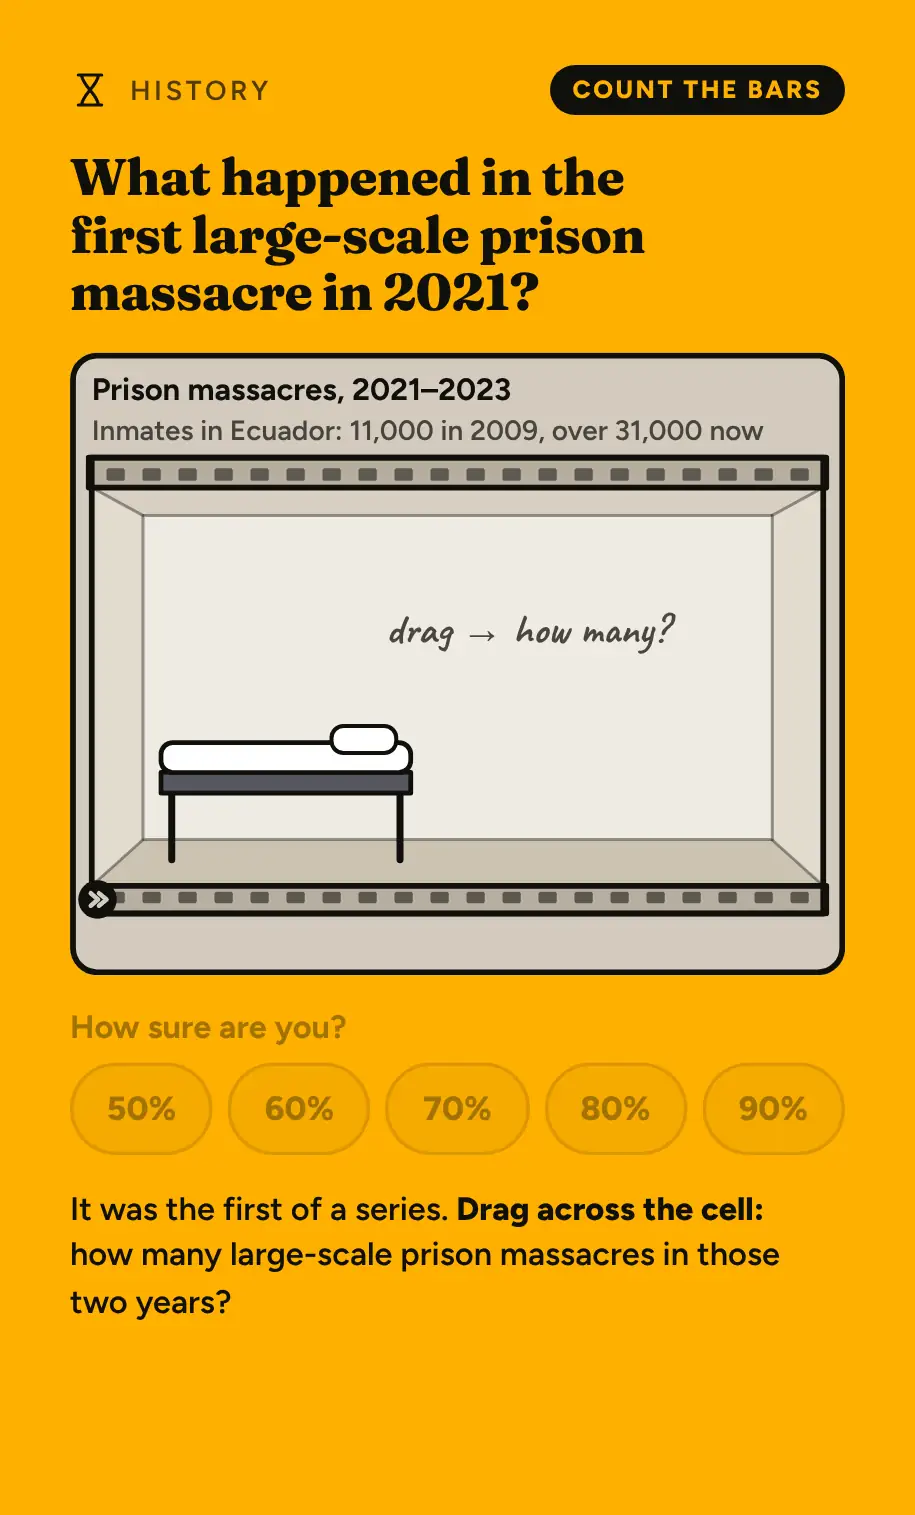 HISTORY
COUNT THE BARS
What happened in the
first large-scale prison
massacre in 2021?
Prison massacres, 2021–2023
Inmates in Ecuador: 11,000 in 2009, over 31,000 now
drag → how many?
How sure are you?
50% 60% 70% 80% 90%
It was the first of a series. Drag across the cell:
how many large-scale prison massacres in those
two years?